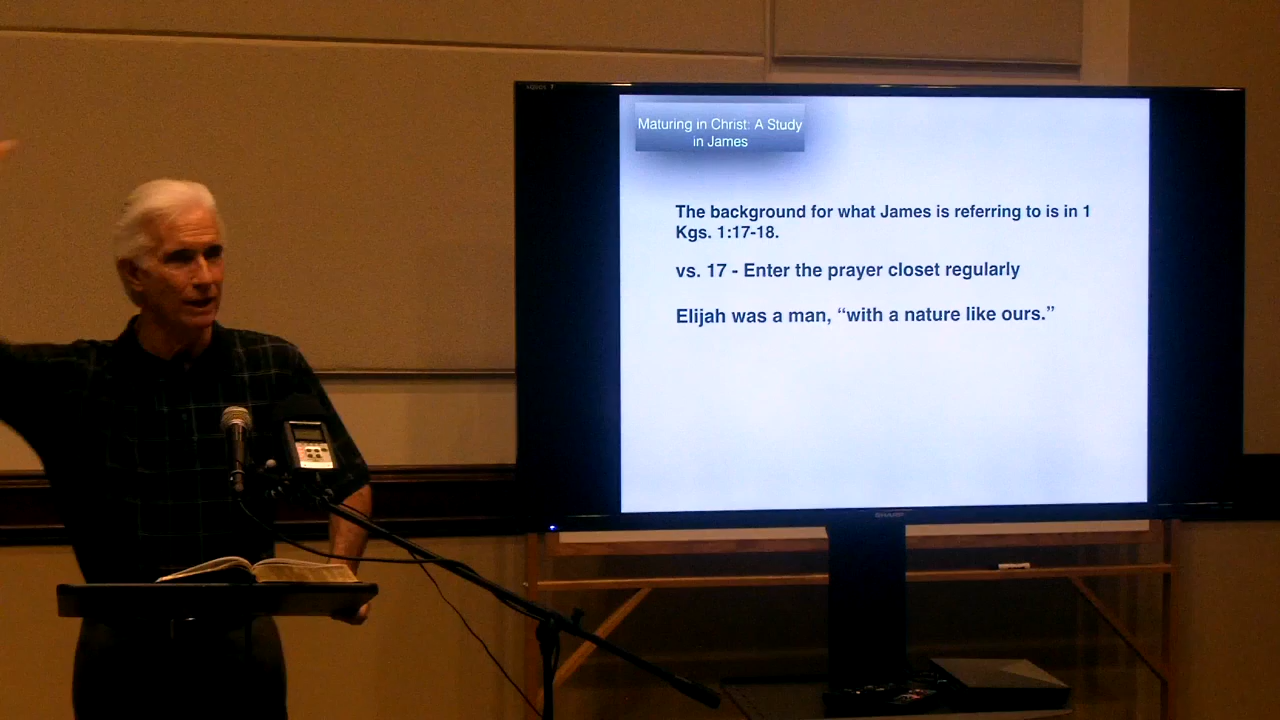 Maturing in Christ: A Study
in James
The background for what James is referring to is in 1
Kgs. 1:17-18.
vs. 17 - Enter the prayer closet regularly
Elijah was a man, “with a nature like ours.”
SHARP